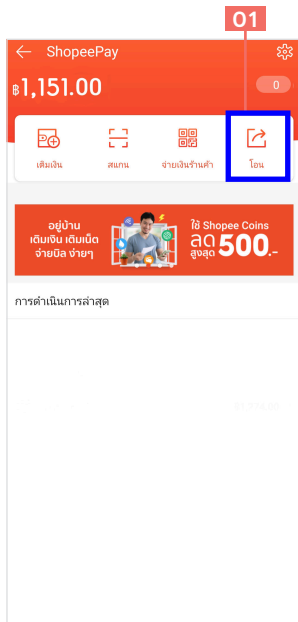 01
ShopeePay
฿1,151.00
0
เติมเงิน
สแกน
จ่ายเงินร้านค้า
โอน
อยู่บ้าน
เติมเงิน เติมเน็ต
จ่ายบิล ง่ายๆ
ใช้ Shopee Coins
ลด
สูงสุด 500.-
การดำเนินการล่าสุด